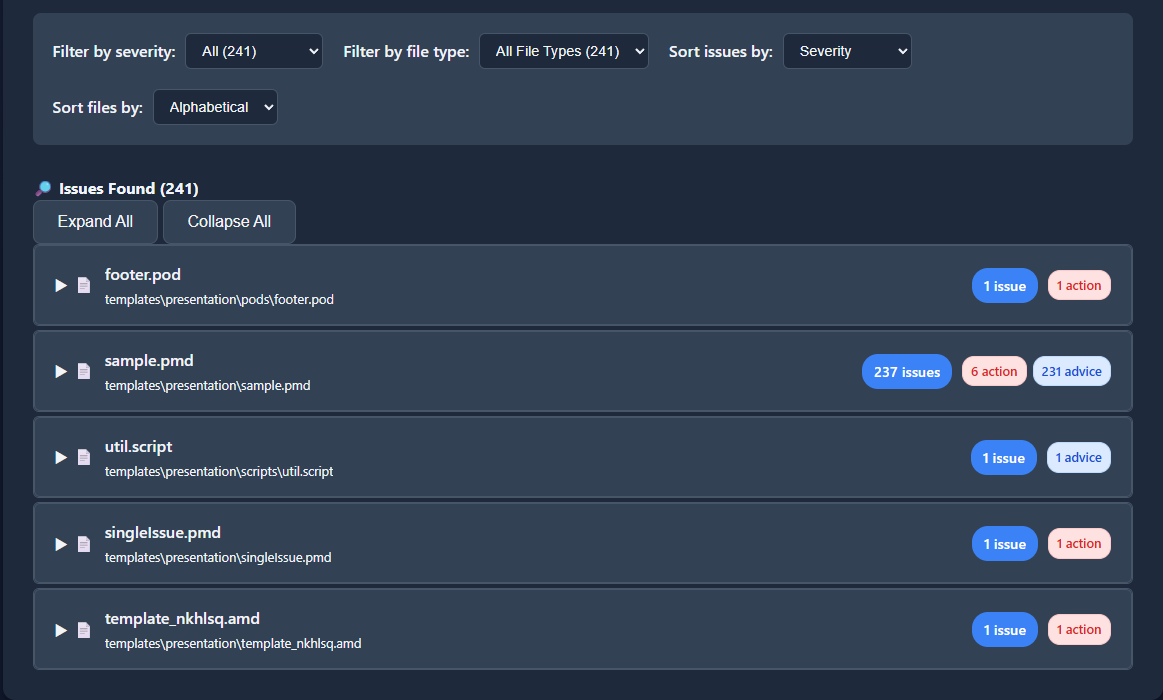 Filter by severity: All (241) Filter by file type: All File Types (241) Sort issues by: Severity
Sort files by: Alphabetical
Issues Found (241)
Expand All Collapse All
footer.pod
templates\presentation\pods\footer.pod
1 issue 1 action
sample.pmd
templates\presentation\sample.pmd
237 issues 6 action 231 advice
util.script
templates\presentation\scripts\util.script
1 issue 1 advice
singleIssue.pmd
templates\presentation\singleIssue.pmd
1 issue 1 action
template_nkhlsq.amd
templates\presentation\template_nkhlsq.amd
1 issue 1 action